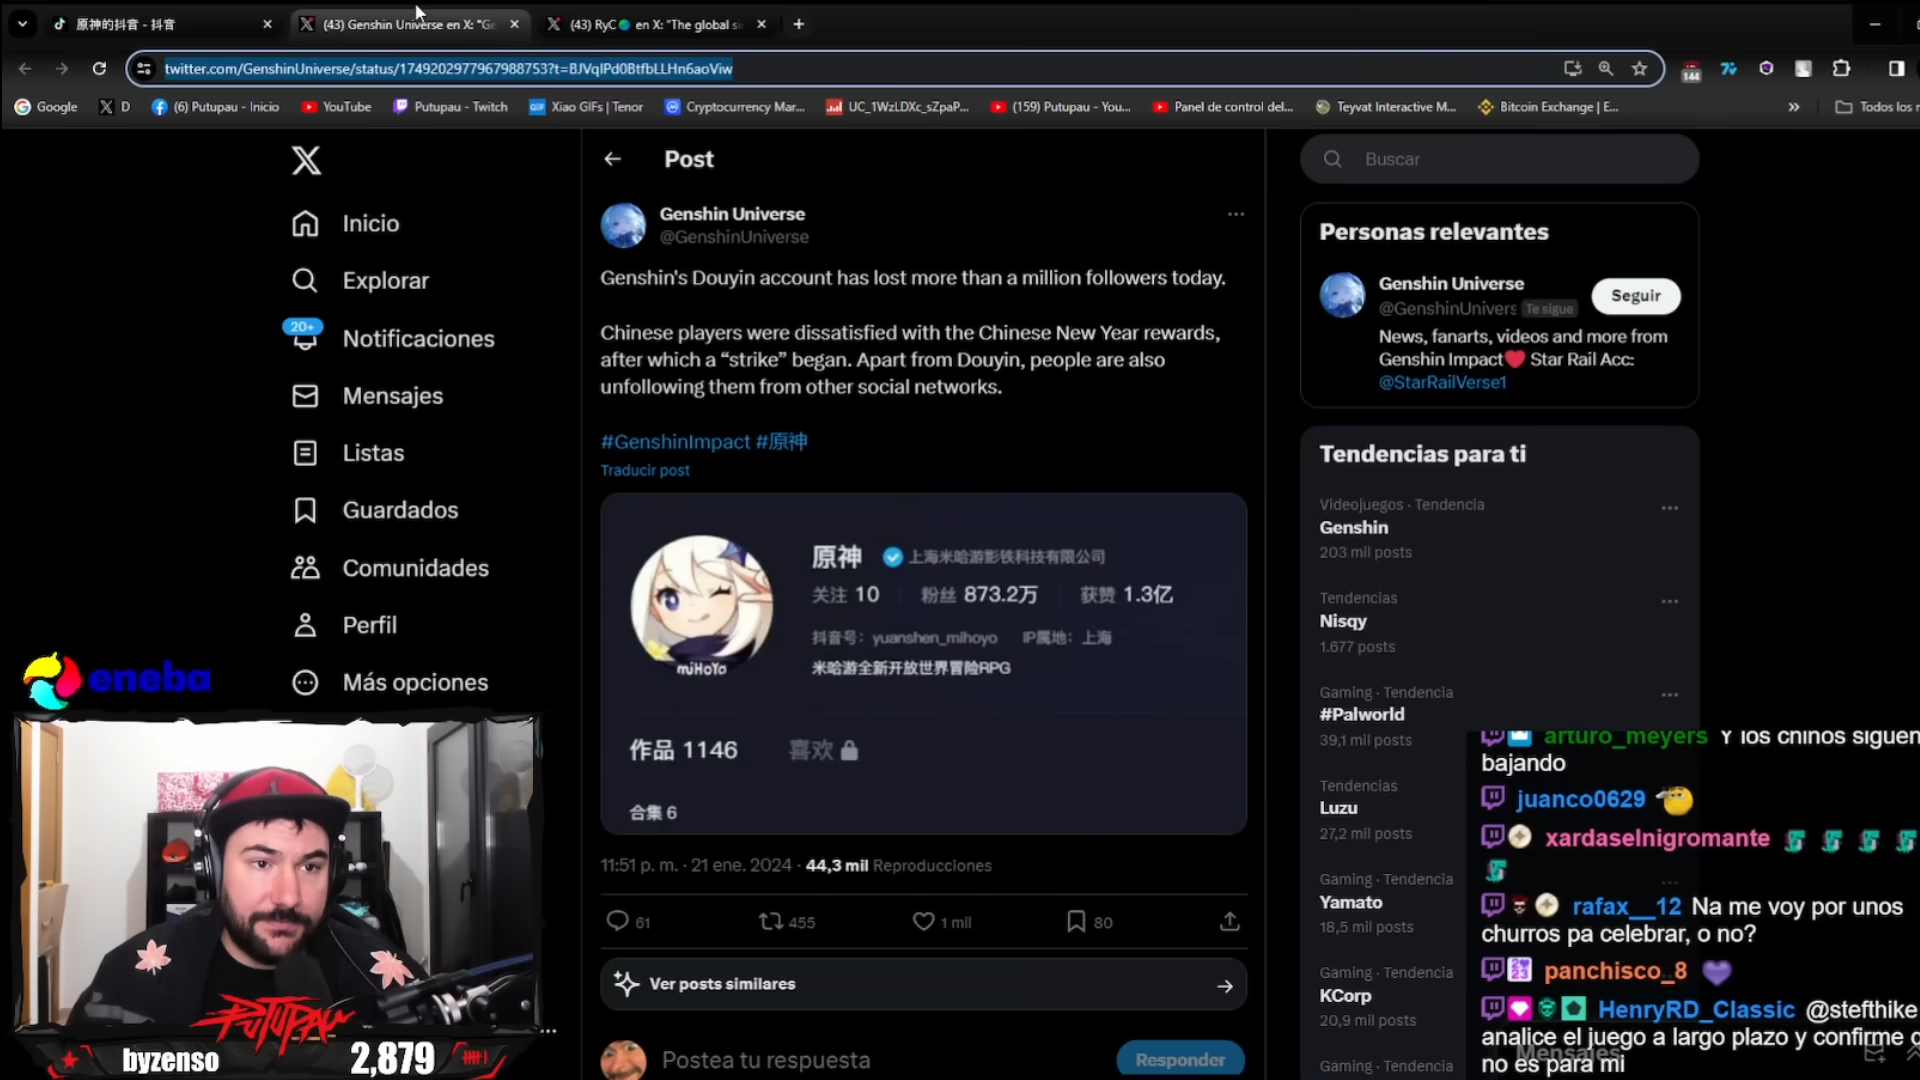 原神的抖音 - 抖音
(43) Genshin Universe en X: "Ge
(43) RyC en X: "The global si
twitter.com/GenshinUniverse/status/1749202977967988753?t=BJVqlPd0BtfbLLHn6aoViw
144
Google
D
(6) Putupau - Inicio
YouTube
Putupau - Twitch
GIF
Xiao GIFs | Tenor
Cryptocurrency Mar...
UC_1WzLDXc_sZpaP...
(159) Putupau - You...
Panel de control del...
Teyvat Interactive M...
Bitcoin Exchange | E...
Todos los
Inicio
Explorar
20+
Notificaciones
Mensajes
Listas
Guardados
Comunidades
Perfil
Más opciones
Post
Genshin Universe
@GenshinUniverse
Genshin's Douyin account has lost more than a million followers today.
Chinese players were dissatisfied with the Chinese New Year rewards,
after which a “strike” began. Apart from Douyin, people are also
unfollowing them from other social networks.
#GenshinImpact #原神
Traducir post
原神 上海米哈游影铁科技有限公司
关注 10 粉丝 873.2万 获赞 1.3亿
抖音号: yuanshen_mihoyo IP属地: 上海
米哈游全新开放世界冒险RPG
miHoYo
作品 1146 喜欢
合集 6
11:51 p. m. · 21 ene. 2024 · 44,3 mil Reproducciones
61 455 1 mil 80
Ver posts similares
Postea tu respuesta
Responder
Buscar
Personas relevantes
Genshin Universe
@GenshinUnivers Te sigue
Seguir
News, fanarts, videos and more from
Genshin Impact Star Rail Acc:
@StarRailVerse1
Tendencias para ti
Videojuegos · Tendencia
Genshin
203 mil posts
Tendencias
Nisqy
1.677 posts
Gaming · Tendencia
#Palworld
39,1 mil posts
Tendencias
Luzu
27,2 mil posts
Gaming · Tendencia
Yamato
18,5 mil posts
Gaming · Tendencia
KCorp
20,9 mil posts
Gaming · Tendencia
Mensajes
arturo_meyers Y los chinos siguen
bajando
juanco0629
xardaselnigromante
rafax__12 Na me voy por unos
churros pa celebrar, o no?
panchisco_8
HenryRD_Classic @stefthike
analice el juego a largo plazo y confirme q
no es para mi
eneba
PUTUPAU
byzenso
2,879